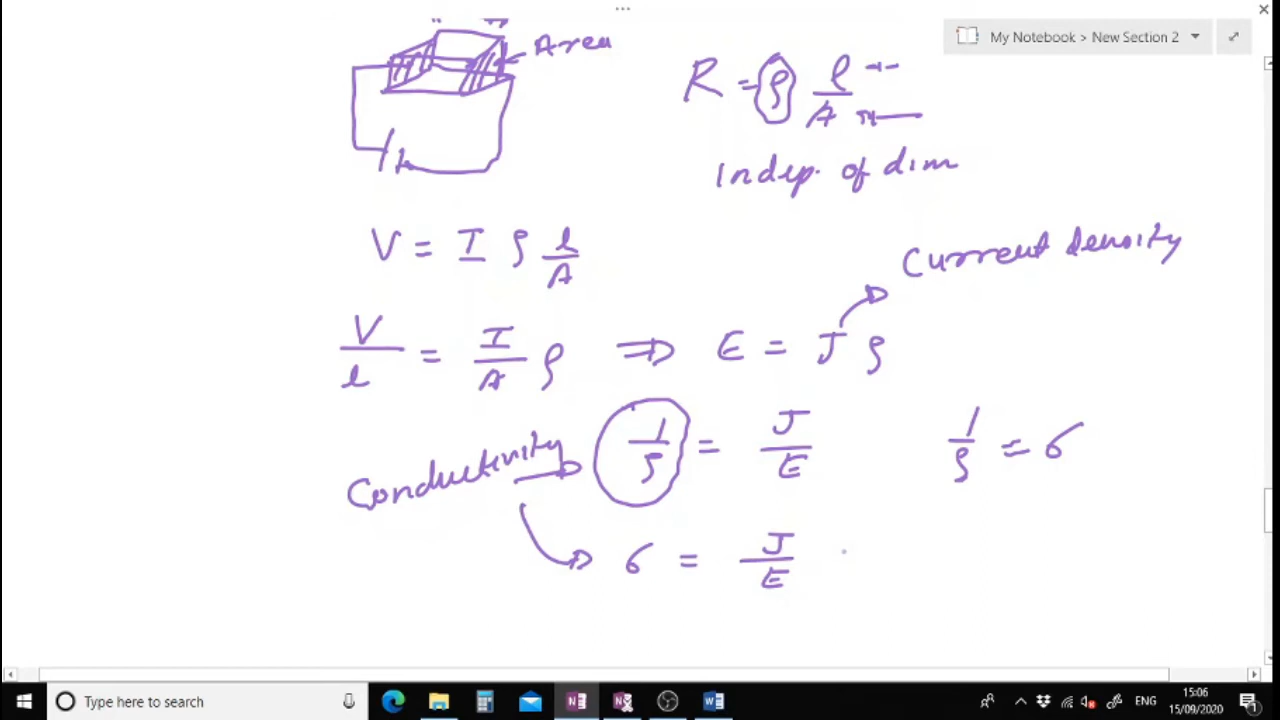 My Notebook > New Section 2
Area
R = ρ l/A
Indep. of dim
V = I ρ l/A
Current density
V/l = I/A ρ ⇒ E = J ρ
Conductivity → 1/ρ = J/E
1/ρ = σ
σ = J/E
Type here to search
ENG
15:06
15/09/2020
1